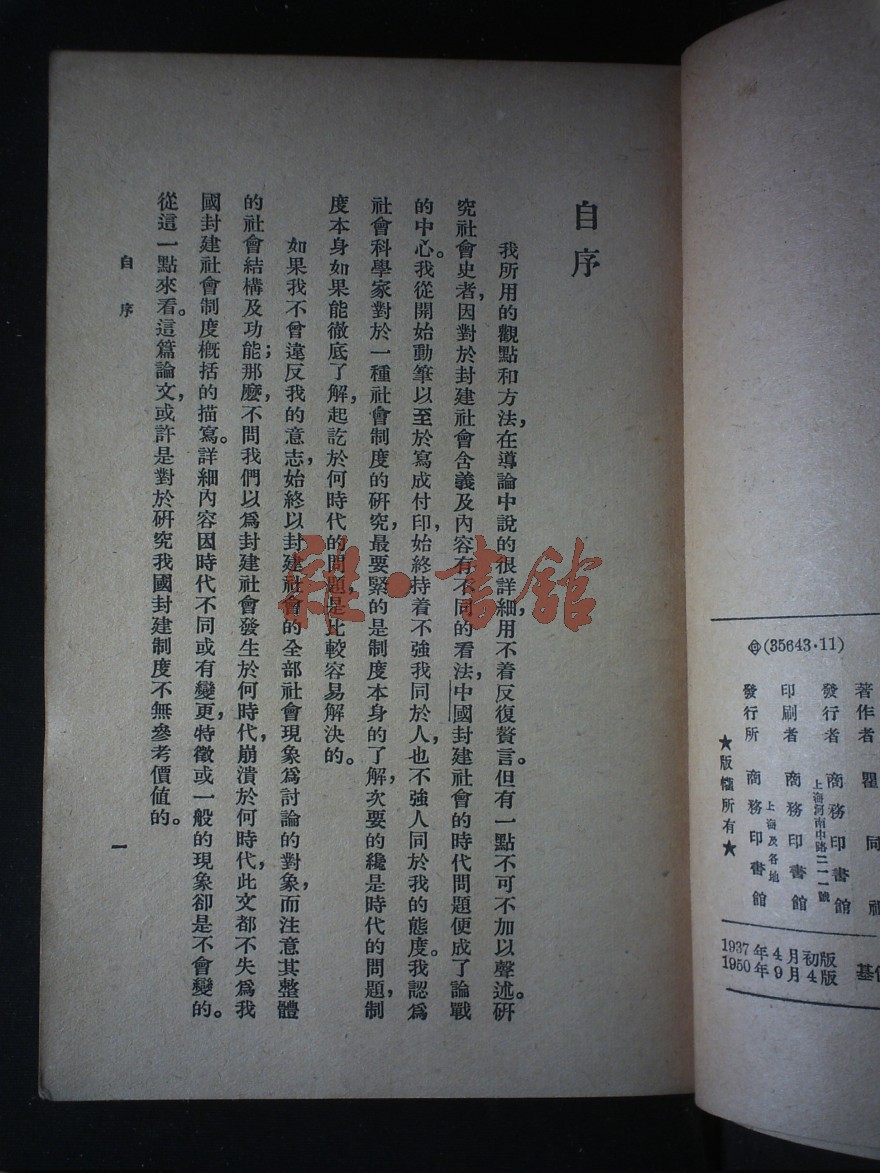 自序
我所用的觀點和方法，在導論中說的很詳細，用不着反復贅言。但有一點不可不加以聲述。研
究社會史者，因對於封建社會含義及內容有不同的看法，中國封建社會的時代問題便成了論戰
的中心。我從開始動筆以至於寫成付印，始終持着不強我同於人，也不強人同於我的態度。我認爲
社會科學家對於一種社會制度的研究，最要緊的是制度本身的了解，次要的纔是時代的問題，制
度本身如果能徹底了解，起訖於何時代的問題，是比較容易解決的。
如果我不曾違反我的意志，始終以封建社會的全部社會現象爲討論的對象，而注意其整體
的社會結構及功能；那麼，不問我們以爲封建社會發生於何時代，崩潰於何時代，此文都不失爲我
國封建社會制度概括的描寫。詳細內容因時代不同或有變更，特徵或一般的現象卻是不會變的。
從這一點來看。這篇論文，或許是對於研究我國封建制度不無參考價值的。
自序
一
(35643·11)
著作者 瞿同祖
發行者 商務印書館
上海河南中路二一一號
印刷者 商務印書館
發行所 商務印書館
上海及各地
★版權所有★
1937年4月初版
1950年9月4版
基
雜·書館